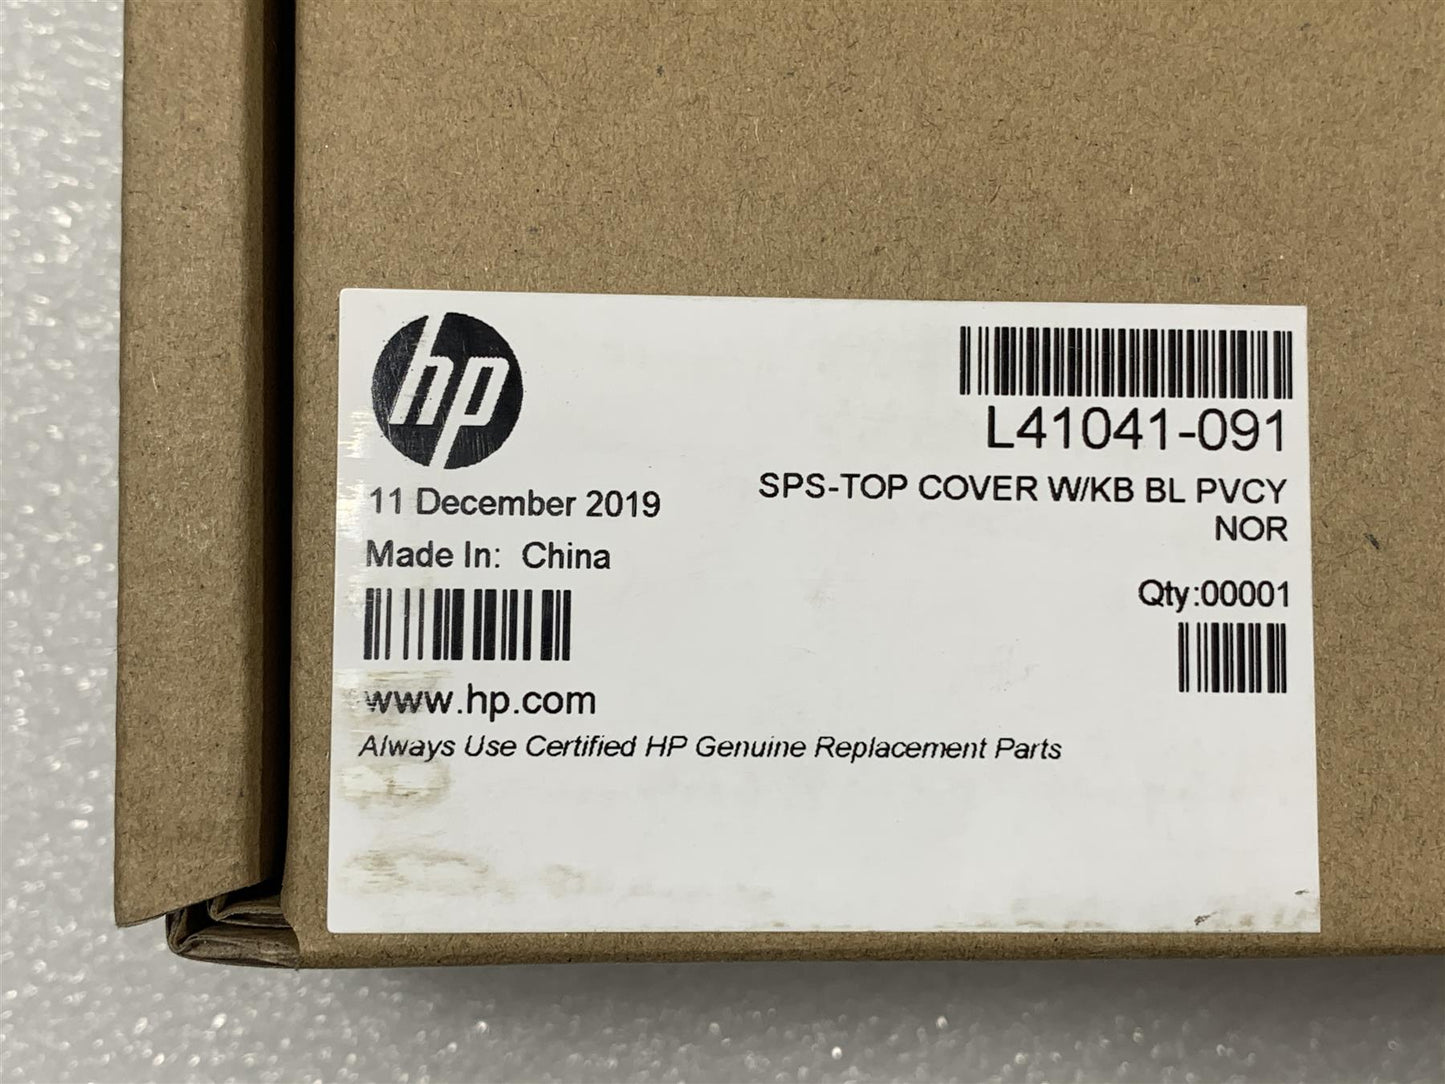 hp
L41041-091
SPS-TOP COVER W/KB BL PVCY
NOR
11 December 2019
Made In: China
Qty:00001
www.hp.com
Always Use Certified HP Genuine Replacement Parts